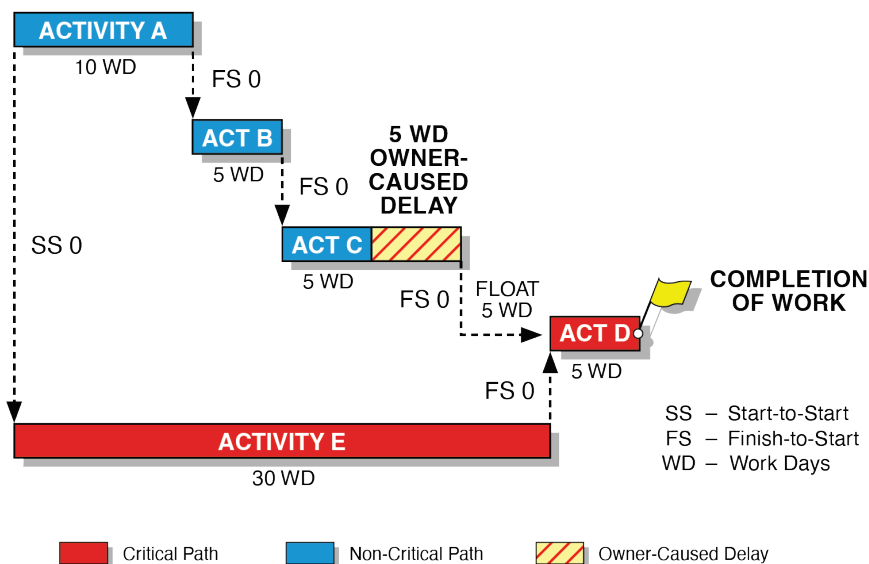 ACTIVITY A
10 WD
FS 0
ACT B
5 WD
FS 0
5 WD
OWNER-
CAUSED
DELAY
SS 0
ACT C
5 WD
FS 0
FLOAT
5 WD
ACT D
5 WD
COMPLETION
OF WORK
FS 0
ACTIVITY E
30 WD
SS – Start-to-Start
FS – Finish-to-Start
WD – Work Days
Critical Path
Non-Critical Path
Owner-Caused Delay